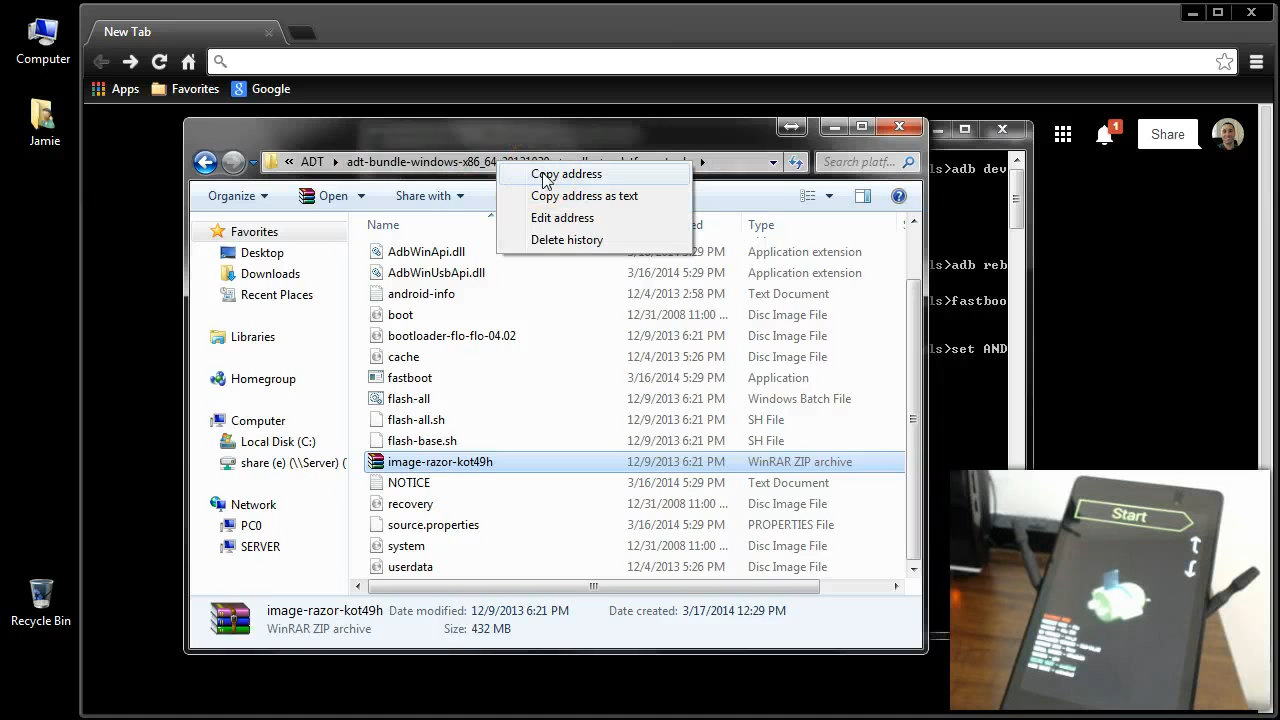 Computer
Jamie
Recycle Bin
New Tab
Apps
Favorites
Google
1
Share
ADT
adt-bundle-windows-x86_64-20131030
Search platf...
Copy address
Copy address as text
Edit address
Delete history
Organize
Open
Share with
Name
Type
Favorites
Desktop
Downloads
Recent Places
Libraries
Homegroup
Computer
Local Disk (C:)
share (e) (\\Server) (
Network
PC0
SERVER
AdbWinApi.dll 5:29 PM Application extension
AdbWinUsbApi.dll 3/16/2014 5:29 PM Application extension
android-info 12/4/2013 2:58 PM Text Document
boot 12/31/2008 11:00 ... Disc Image File
bootloader-flo-flo-04.02 12/9/2013 6:21 PM Disc Image File
cache 12/4/2013 5:26 PM Disc Image File
fastboot 3/16/2014 5:29 PM Application
flash-all 12/9/2013 6:21 PM Windows Batch File
flash-all.sh 12/9/2013 6:21 PM SH File
flash-base.sh 12/9/2013 6:21 PM SH File
image-razor-kot49h 12/9/2013 6:21 PM WinRAR ZIP archive
NOTICE 3/16/2014 5:29 PM Text Document
recovery 12/31/2008 11:00 ... Disc Image File
source.properties 3/16/2014 5:29 PM PROPERTIES File
system 12/31/2008 11:00 ... Disc Image File
userdata 12/4/2013 5:26 PM Disc Image File
image-razor-kot49h Date modified: 12/9/2013 6:21 PM Date created: 3/17/2014 12:29 PM
WinRAR ZIP archive Size: 432 MB
ls>adb dev
ls>adb reb
ls>fastboo
ls>set AND
Start